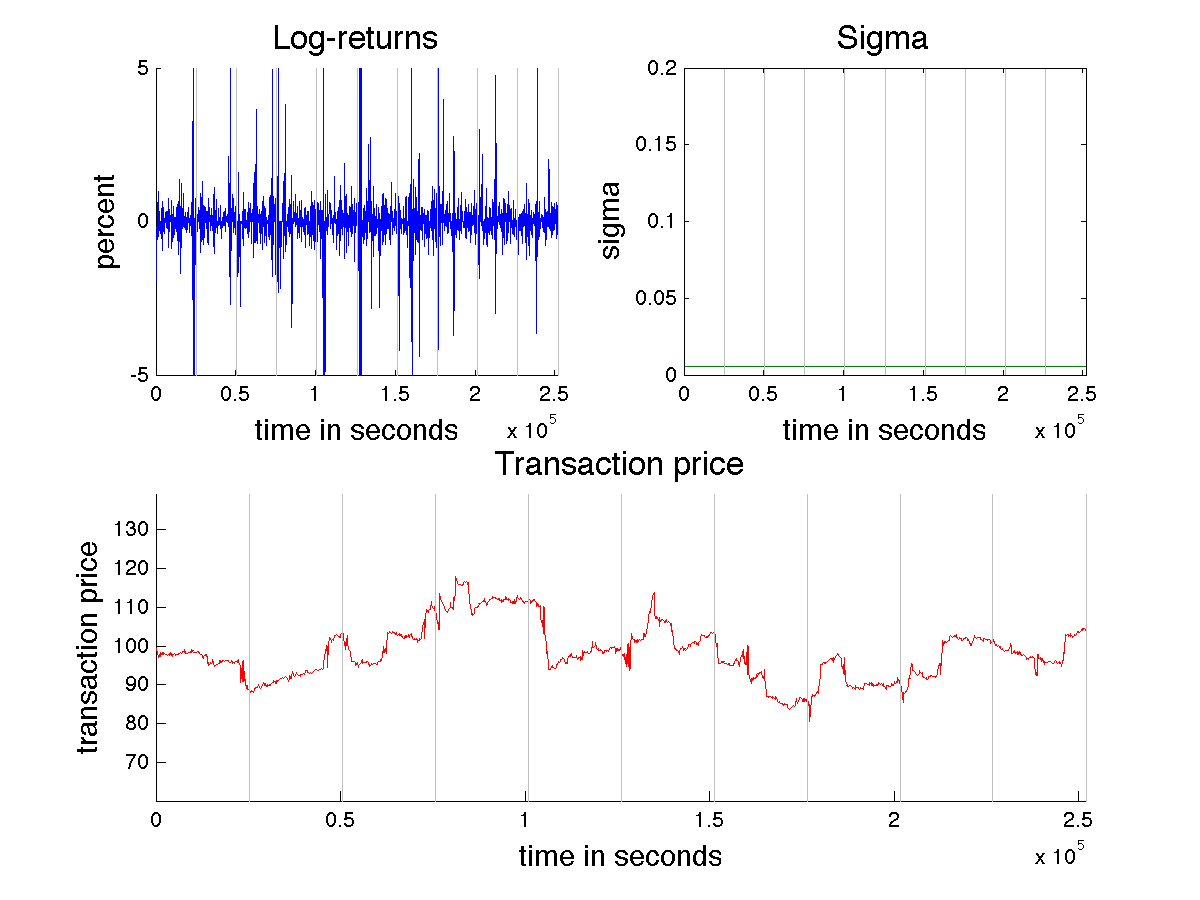 Log-returns
5
0
-5
percent
0 0.5 1 1.5 2 2.5
x 10^5
time in seconds
Sigma
0.2
0.15
0.1
0.05
0
sigma
0 0.5 1 1.5 2 2.5
x 10^5
time in seconds
Transaction price
130
120
110
100
90
80
70
transaction price
0 0.5 1 1.5 2 2.5
x 10^5
time in seconds